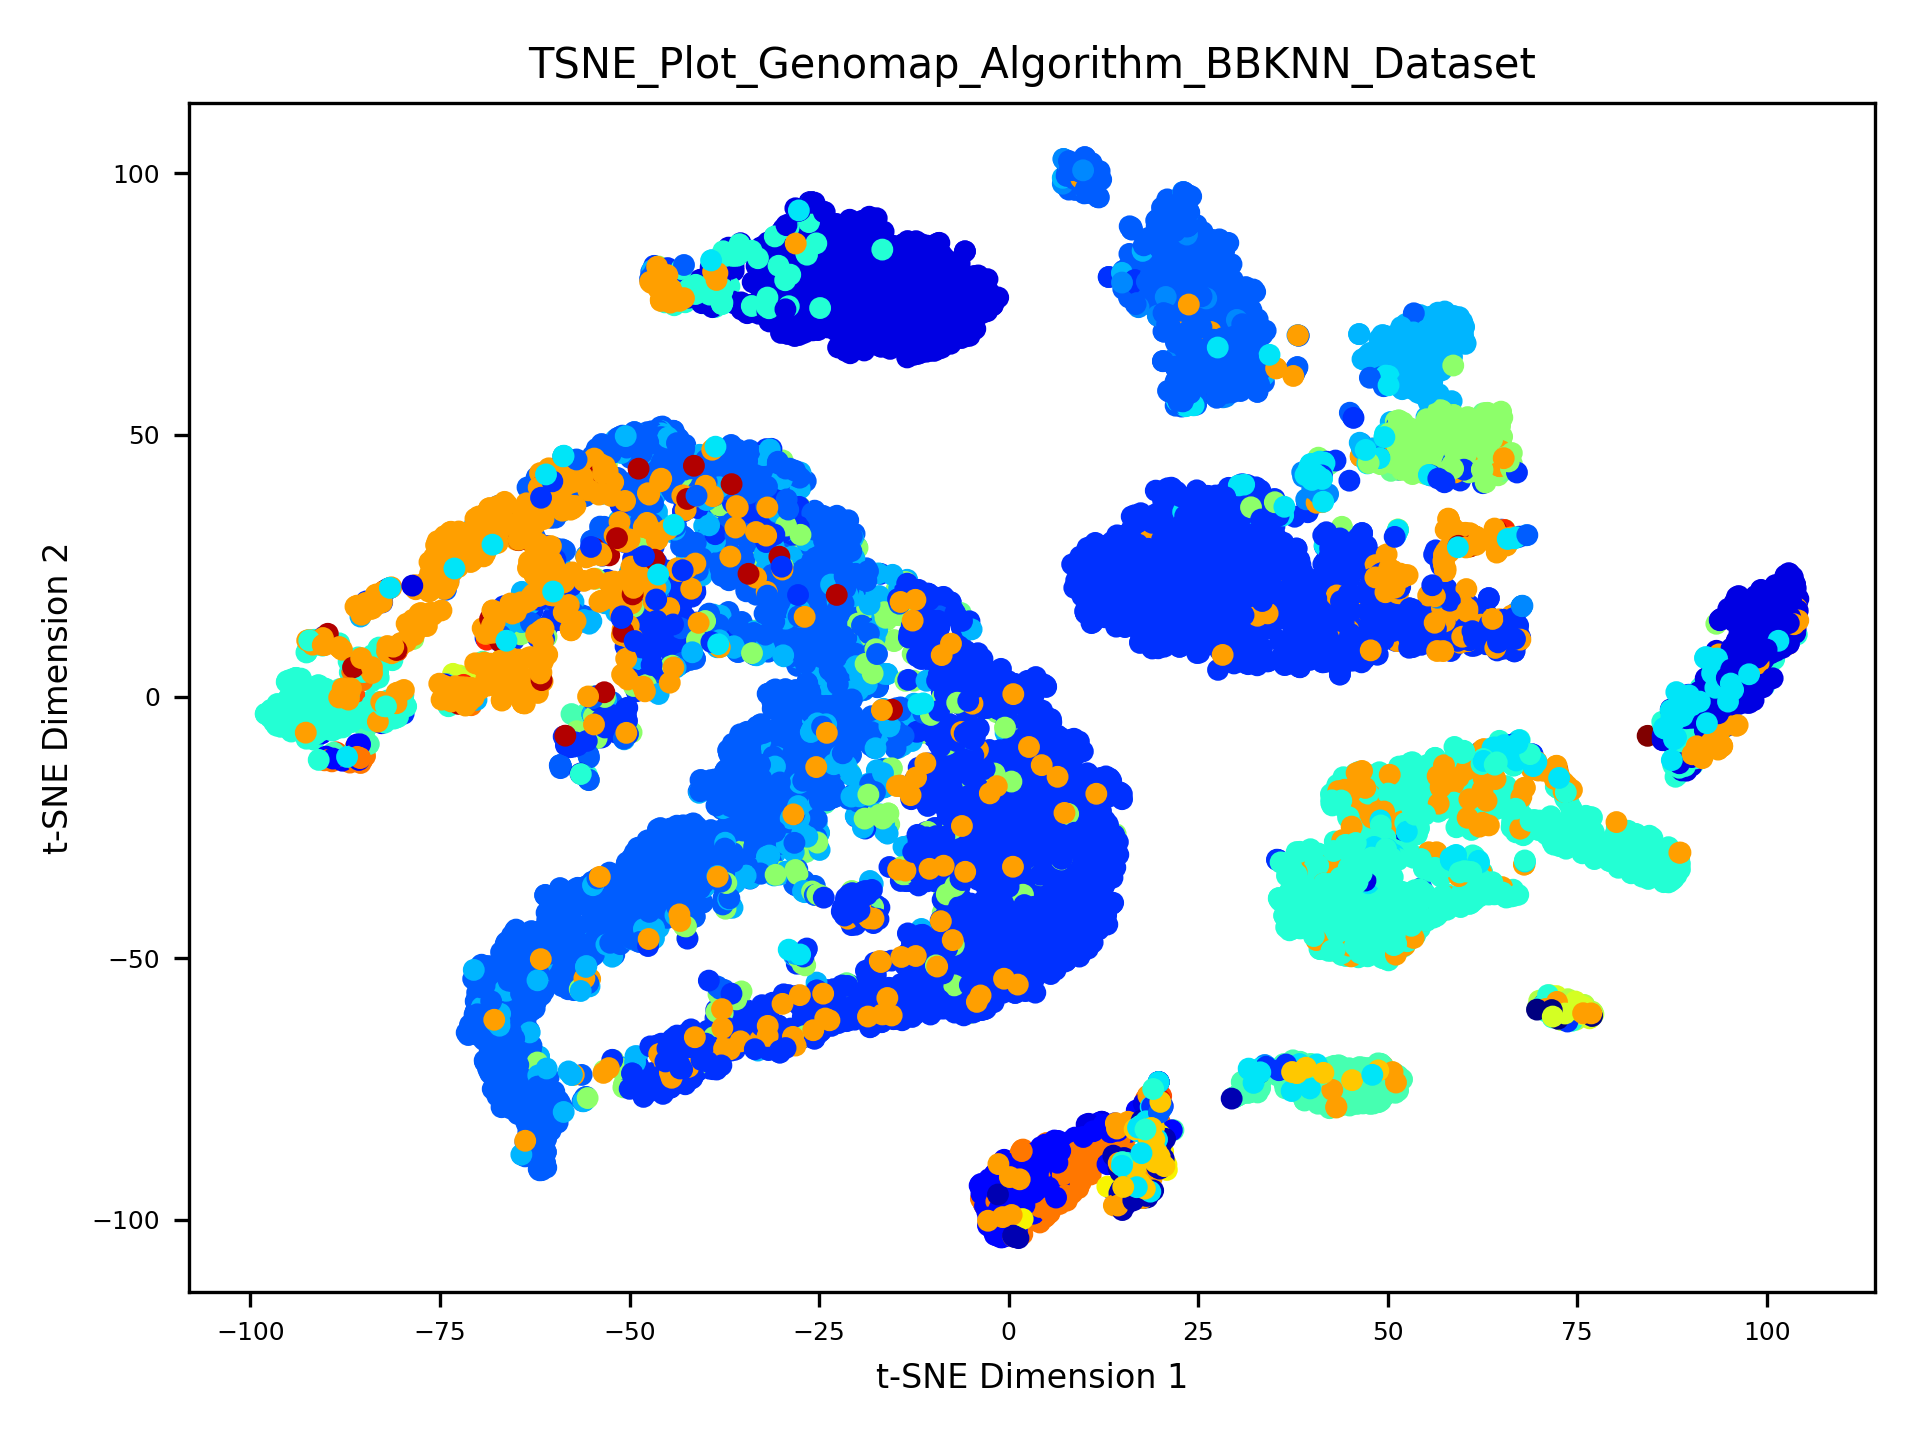 TSNE_Plot_Genomap_Algorithm_BBKNN_Dataset
100
50
0
−50
−100
t-SNE Dimension 2
−100 −75 −50 −25 0 25 50 75 100
t-SNE Dimension 1